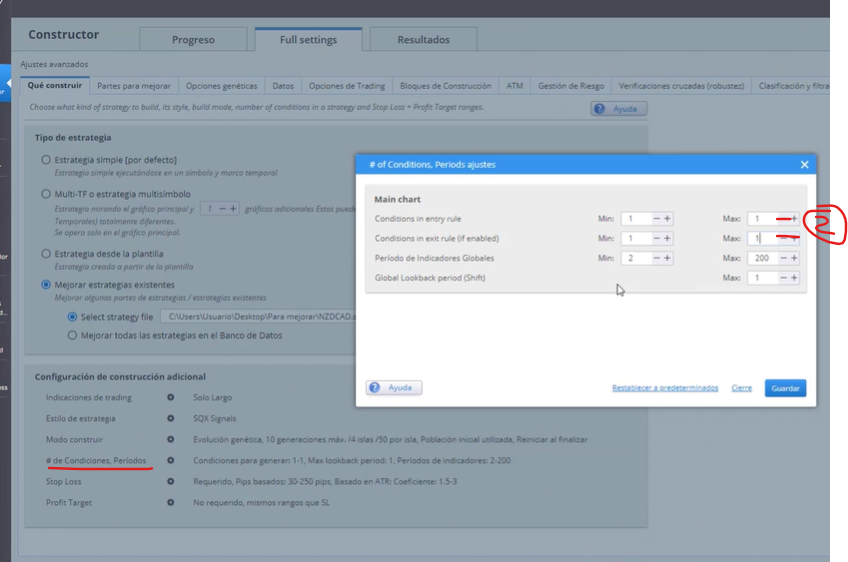 Constructor
Progreso
Full settings
Resultados
Ajustes avanzados
Qué construir
Partes para mejorar
Opciones genéticas
Datos
Opciones de Trading
Bloques de Construcción
ATM
Gestión de Riesgo
Verificaciones cruzadas (robustez)
Clasificación y filtra
Choose what kind of strategy to build, its style, build mode, number of conditions in a strategy and Stop Loss + Profit Target ranges.
? Ayuda
Tipo de estrategia
Estrategia simple [por defecto]
Estrategia simple ejecutándose en un símbolo y marco temporal
Multi-TF o estrategia multisímbolo
Estrategia mirando el gráfico principal y 1 − + gráficos adicionales Estos puede
Temporales) totalmente diferentes.
Se opera solo en el gráfico principal.
Estrategia desde la plantilla
Estrategia creada a partir de la plantilla
Mejorar estrategias existentes
Mejorar algunas partes de estrategias / estrategias existentes
Select strategy file C:\Users\Usuario\Desktop\Para mejorar\NZDCAD.s
Mejorar todas las estrategias en el Banco de Datos
# of Conditions, Periods ajustes
Main chart
Conditions in entry rule Min: 1 − + Max: 1 − +
2
Conditions in exit rule (if enabled) Min: 1 − + Max: 1 − +
Período de Indicadores Globales Min: 2 − + Max: 200 − +
Global Lookback period (Shift) Max: 1 − +
? Ayuda
Restablecer a predeterminados
Cierre
Guardar
Configuración de construcción adicional
Indicaciones de trading Solo Largo
Estilo de estrategia SQX Signals
Modo construir Evolución genética, 10 generaciones máx. /4 islas /50 por isla, Población inicial utilizada, Reiniciar al finalizar
# de Condiciones, Períodos Condiciones para generar: 1-1, Max lookback period: 1, Períodos de indicadores: 2-200
Stop Loss Requerido, Pips basados: 30-250 pips, Basado en ATR: Coeficiente: 1.5-3
Profit Target No requerido, mismos rangos que SL